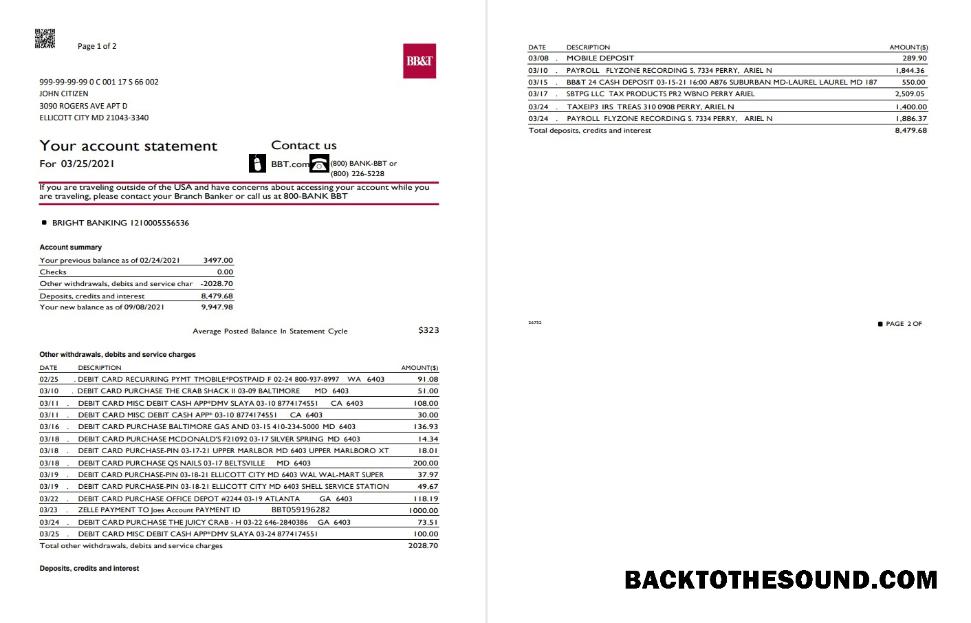 Page 1 of 2
BB&T
999-99-99-99 0 C 001 17 S 66 002
JOHN CITIZEN
3090 ROGERS AVE APT D
ELLICOTT CITY MD 21043-3340
Your account statement
For 03/25/2021
Contact us
BBT.com (800) BANK-BBT or
(800) 226-5228
If you are traveling outside of the USA and have concerns about accessing your account while you
are traveling, please contact your Branch Banker or call us at 800-BANK BBT
■ BRIGHT BANKING 1210005556536
Account summary
Your previous balance as of 02/24/2021 3497.00
Checks 0.00
Other withdrawals, debits and service char -2028.70
Deposits, credits and interest 8,479.68
Your new balance as of 09/08/2021 9,947.98
Average Posted Balance In Statement Cycle $323
Other withdrawals, debits and service charges
DATE DESCRIPTION AMOUNT($)
02/25 . DEBIT CARD RECURRING PYMT TMOBILE*POSTPAID F 02-24 800-937-8997 WA 6403 91.08
03/10 . DEBIT CARD PURCHASE THE CRAB SHACK II 03-09 BALTIMORE MD 6403 51.00
03/11 . DEBIT CARD MISC DEBIT CASH APP*DMV SLAYA 03-10 8774174551 CA 6403 108.00
03/11 . DEBIT CARD MISC DEBIT CASH APP* 03-10 8774174551 CA 6403 30.00
03/16 . DEBIT CARD PURCHASE BALTIMORE GAS AND 03-15 410-234-5000 MD 6403 136.93
03/18 . DEBIT CARD PURCHASE MCDONALD'S F21092 03-17 SILVER SPRING MD 6403 14.34
03/18 . DEBIT CARD PURCHASE-PIN 03-17-21 UPPER MARLBOR MD 6403 UPPER MARLBORO XT 18.01
03/18 . DEBIT CARD PURCHASE QS NAILS 03-17 BELTSVILLE MD 6403 200.00
03/19 . DEBIT CARD PURCHASE-PIN 03-18-21 ELLICOTT CITY MD 6403 WAL WAL-MART SUPER 37.97
03/19 . DEBIT CARD PURCHASE-PIN 03-18-21 ELLICOTT CITY MD 6403 SHELL SERVICE STATION 49.67
03/22 . DEBIT CARD PURCHASE OFFICE DEPOT #2244 03-19 ATLANTA GA 6403 118.19
03/23 . ZELLE PAYMENT TO Joes Account PAYMENT ID BBT059196282 1000.00
03/24 . DEBIT CARD PURCHASE THE JUICY CRAB - H 03-22 646-2840386 GA 6403 73.51
03/25 . DEBIT CARD MISC DEBIT CASH APP*DMV SLAYA 03-24 8774174551 100.00
Total other withdrawals, debits and service charges 2028.70
Deposits, credits and interest
DATE DESCRIPTION AMOUNT($)
03/08 . MOBILE DEPOSIT 289.90
03/10 . PAYROLL FLYZONE RECORDING S. 7334 PERRY, ARIEL N 1,844.36
03/15 . BB&T 24 CASH DEPOSIT 03-15-21 16:00 A876 SUBURBAN MD-LAUREL LAUREL MD 187 550.00
03/17 . SBTPG LLC TAX PRODUCTS PR2 WBNO PERRY ARIEL 2,509.05
03/24 . TAXEIP3 IRS TREAS 310 0908 PERRY, ARIEL N 1,400.00
03/24 . PAYROLL FLYZONE RECORDING S. 7334 PERRY, ARIEL N 1,886.37
Total deposits, credits and interest 8,479.68
■ PAGE 2 OF
BACKTOTHESOUND.COM